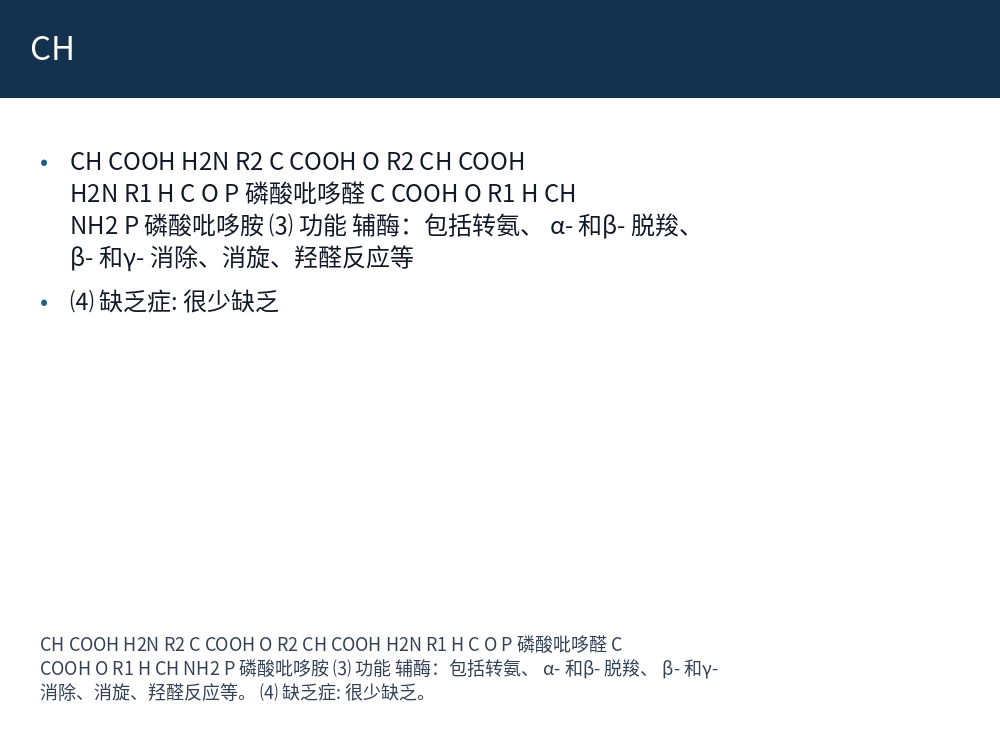 CH
• CH COOH H2N R2 C COOH O R2 CH COOH
H2N R1 H C O P 磷酸吡哆醛 C COOH O R1 H CH
NH2 P 磷酸吡哆胺 ⑶ 功能 辅酶：包括转氨、 α- 和β- 脱羧、
β- 和γ- 消除、消旋、羟醛反应等
• ⑷ 缺乏症: 很少缺乏
CH COOH H2N R2 C COOH O R2 CH COOH H2N R1 H C O P 磷酸吡哆醛 C
COOH O R1 H CH NH2 P 磷酸吡哆胺 ⑶ 功能 辅酶：包括转氨、 α- 和β- 脱羧、 β- 和γ-
消除、消旋、羟醛反应等。 ⑷ 缺乏症: 很少缺乏。